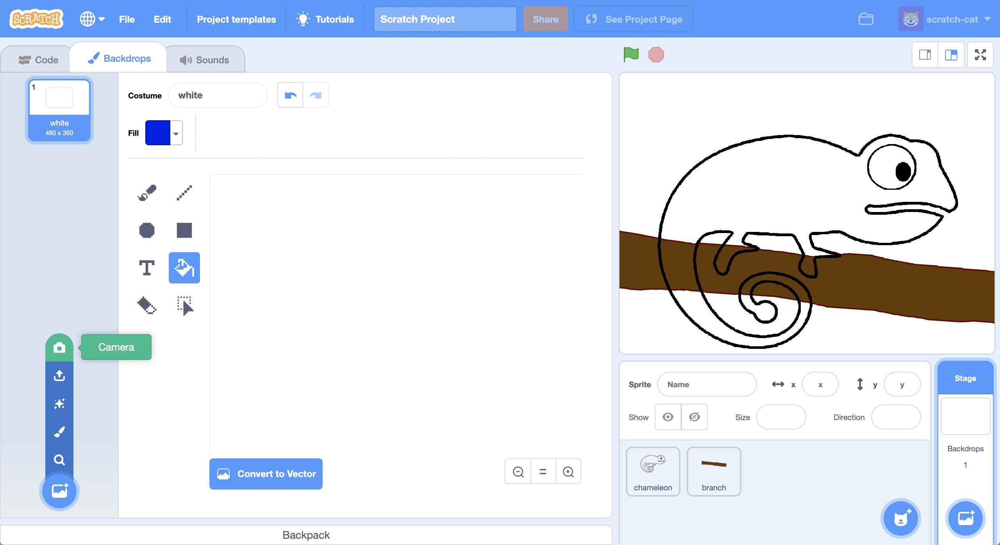 SCRATCH File Edit Project templates Tutorials Scratch Project Share See Project Page scratch-cat
Code Backdrops Sounds
1
white
480 x 360
Costume white
Fill
T
Camera
Convert to Vector
=
Backpack
Sprite Name x x y y
Show Size Direction
chameleon branch
Stage
Backdrops
1